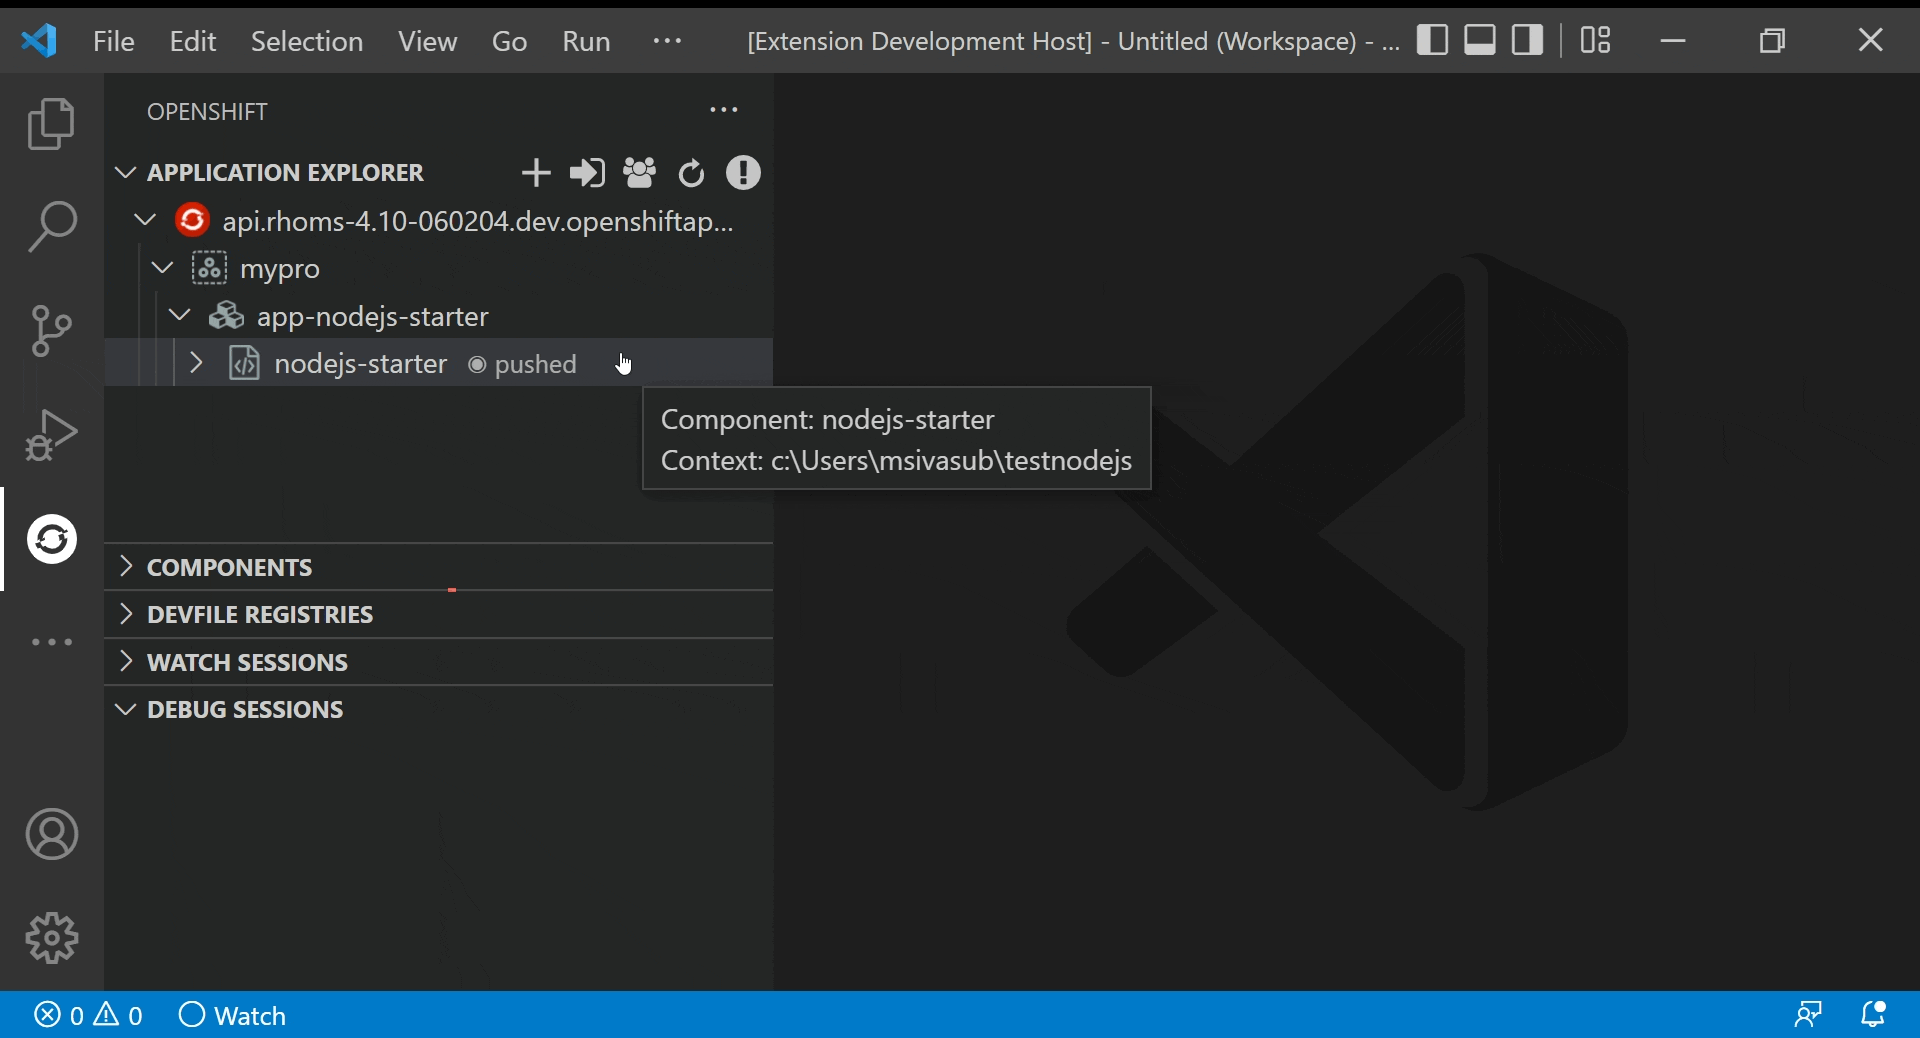 File Edit Selection View Go Run ··· [Extension Development Host] - Untitled (Workspace) - ...
OPENSHIFT
APPLICATION EXPLORER
api.rhoms-4.10-060204.dev.openshiftap...
mypro
app-nodejs-starter
nodejs-starter pushed
Component: nodejs-starter
Context: c:\Users\msivasub\testnodejs
COMPONENTS
DEVFILE REGISTRIES
WATCH SESSIONS
DEBUG SESSIONS
0 0 Watch